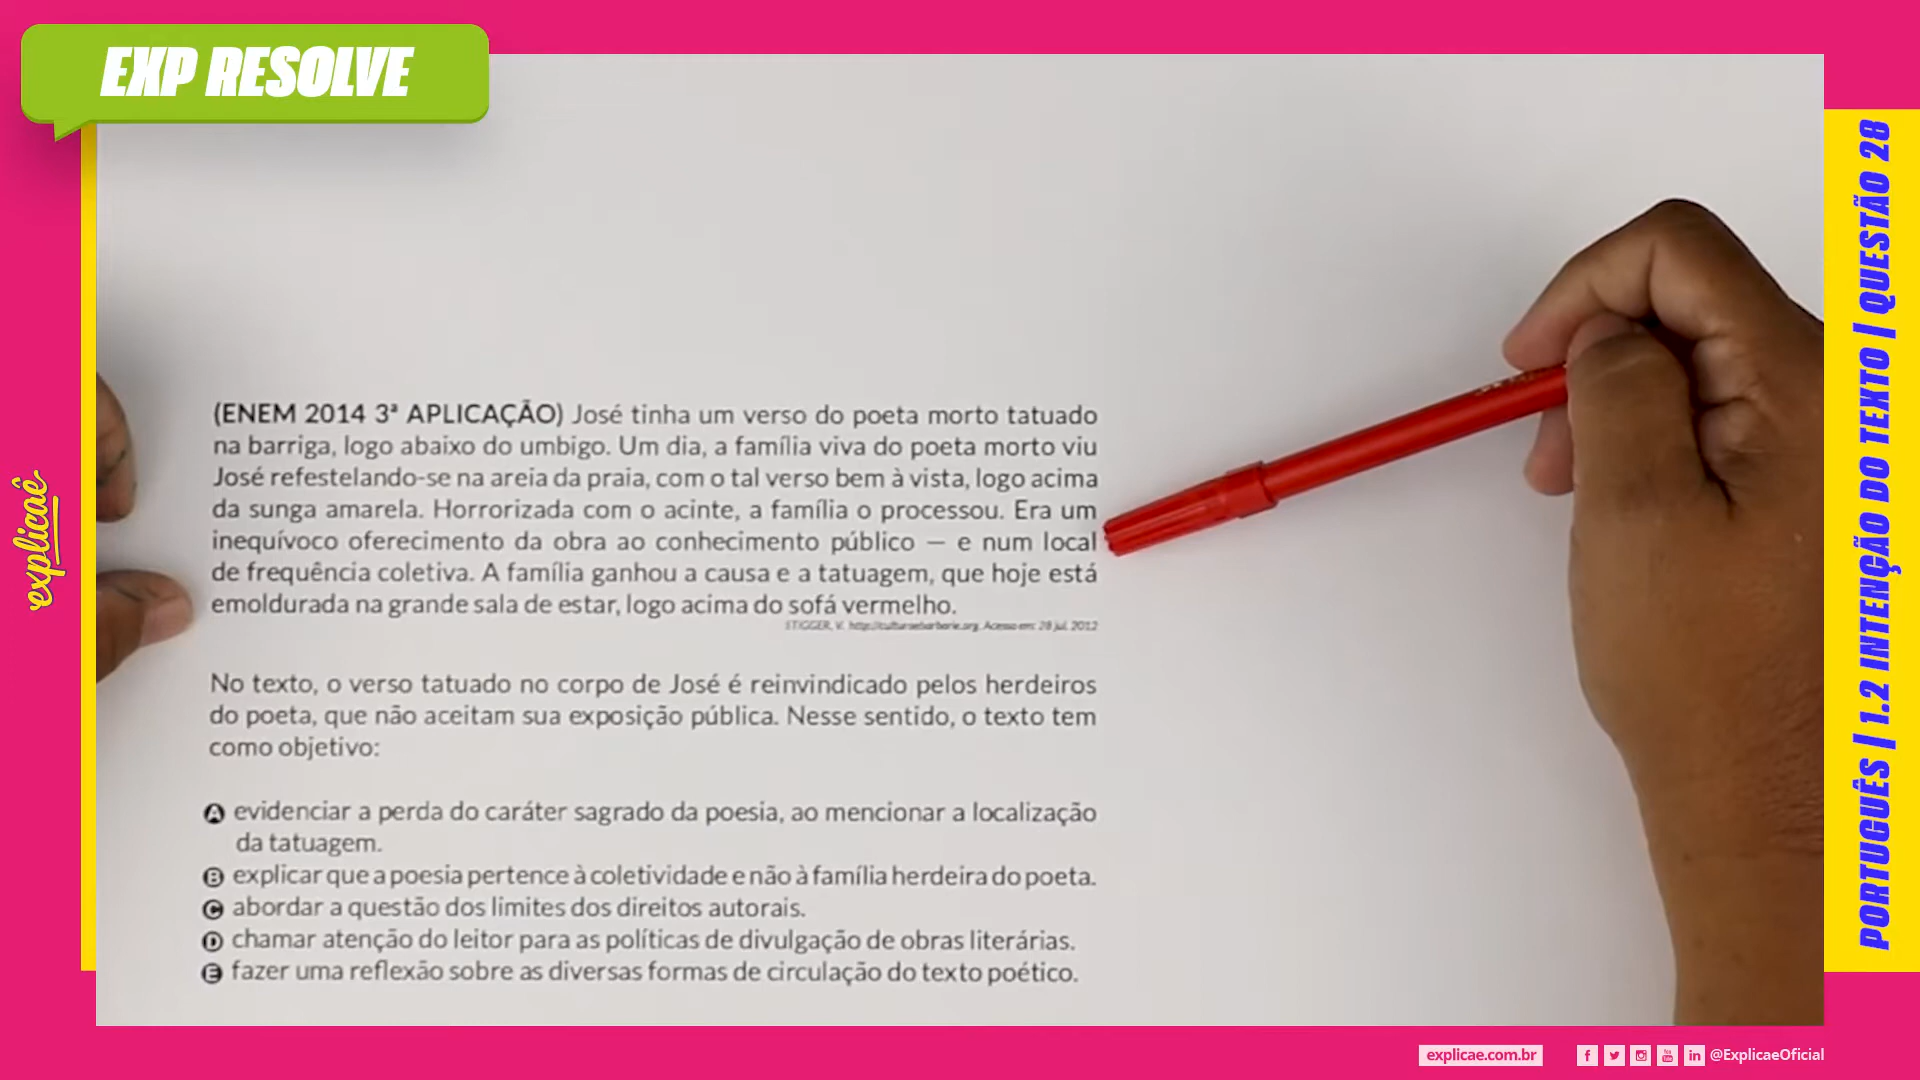 EXP RESOLVE
(ENEM 2014 3ª APLICAÇÃO) José tinha um verso do poeta morto tatuado
na barriga, logo abaixo do umbigo. Um dia, a família viva do poeta morto viu
José refestelando-se na areia da praia, com o tal verso bem à vista, logo acima
da sunga amarela. Horrorizada com o acinte, a família o processou. Era um
inequívoco oferecimento da obra ao conhecimento público — e num local
de frequência coletiva. A família ganhou a causa e a tatuagem, que hoje está
emoldurada na grande sala de estar, logo acima do sofá vermelho.
STIGGER, V. http://culturaebarbarie.org. Acesso em: 28 jul. 2012
No texto, o verso tatuado no corpo de José é reinvindicado pelos herdeiros
do poeta, que não aceitam sua exposição pública. Nesse sentido, o texto tem
como objetivo:
A evidenciar a perda do caráter sagrado da poesia, ao mencionar a localização
da tatuagem.
B explicar que a poesia pertence à coletividade e não à família herdeira do poeta.
C abordar a questão dos limites dos direitos autorais.
D chamar atenção do leitor para as políticas de divulgação de obras literárias.
E fazer uma reflexão sobre as diversas formas de circulação do texto poético.
explicaê
PORTUGUÊS | 1.2 INTENÇÃO DO TEXTO | QUESTÃO 28
explicae.com.br
@ExplicaeOficial